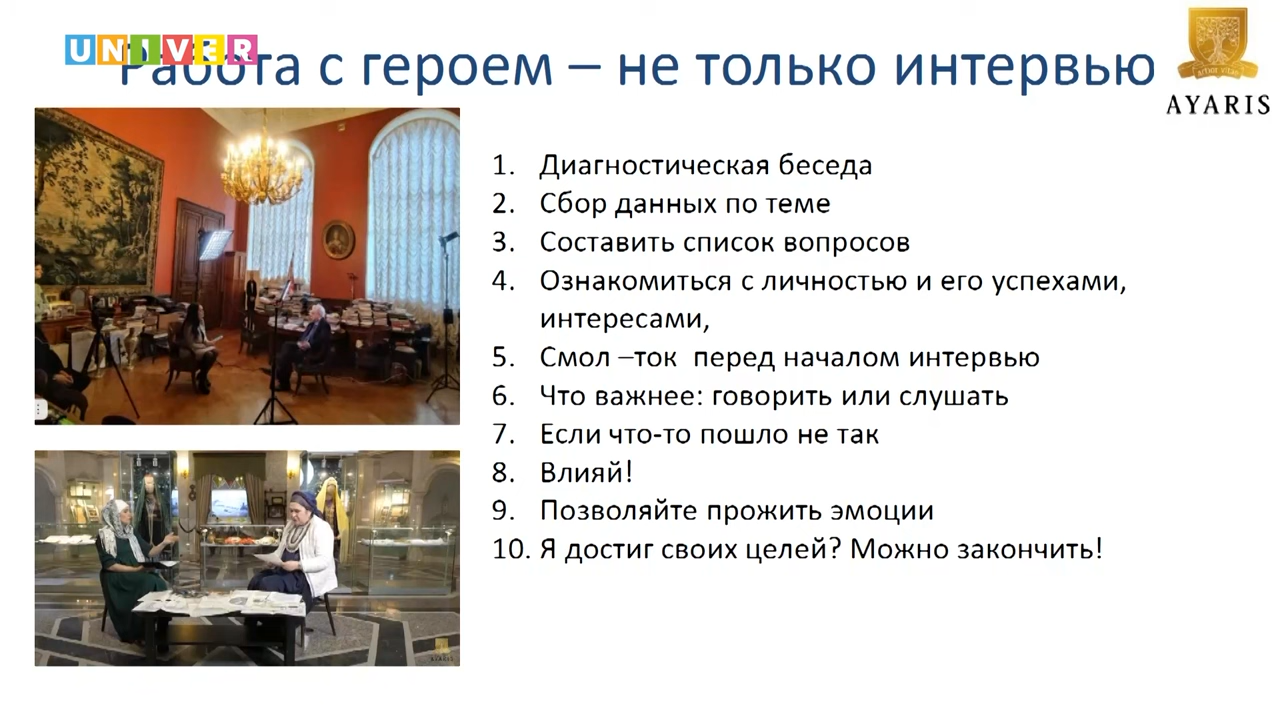 UNIVER
Работа с героем – не только интервью
AYARIS
1. Диагностическая беседа
2. Сбор данных по теме
3. Составить список вопросов
4. Ознакомиться с личностью и его успехами,
интересами,
5. Смол –ток перед началом интервью
6. Что важнее: говорить или слушать
7. Если что-то пошло не так
8. Влияй!
9. Позволяйте прожить эмоции
10. Я достиг своих целей? Можно закончить!
AYARIS